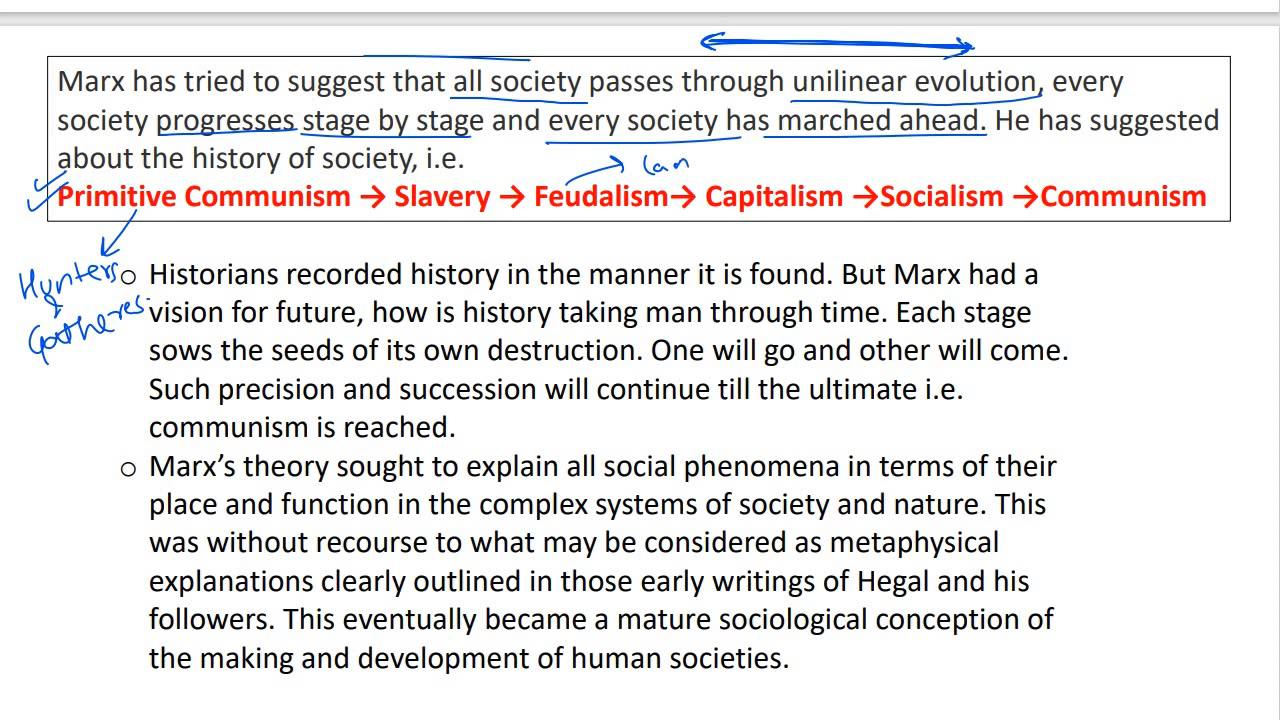 Marx has tried to suggest that all society passes through unilinear evolution, every
society progresses stage by stage and every society has marched ahead. He has suggested
about the history of society, i.e.
lan
Primitive Communism → Slavery → Feudalism→ Capitalism →Socialism →Communism
Hunters
&
Gatheres
o Historians recorded history in the manner it is found. But Marx had a
vision for future, how is history taking man through time. Each stage
sows the seeds of its own destruction. One will go and other will come.
Such precision and succession will continue till the ultimate i.e.
communism is reached.
o Marx’s theory sought to explain all social phenomena in terms of their
place and function in the complex systems of society and nature. This
was without recourse to what may be considered as metaphysical
explanations clearly outlined in those early writings of Hegal and his
followers. This eventually became a mature sociological conception of
the making and development of human societies.